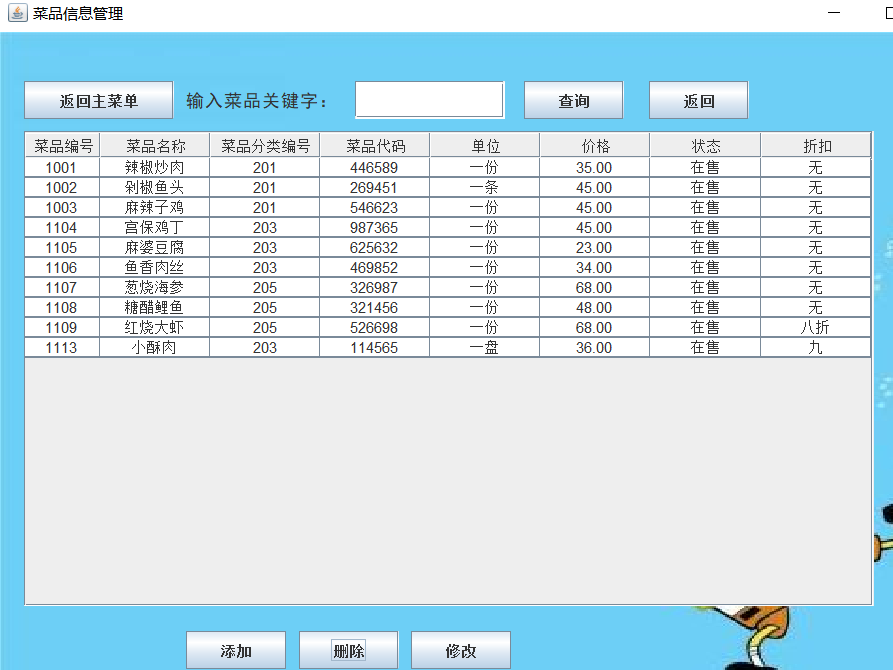 菜品信息管理
返回主菜单 输入菜品关键字： 查询 返回
菜品编号 菜品名称 菜品分类编号 菜品代码 单位 价格 状态 折扣
1001 辣椒炒肉 201 446589 一份 35.00 在售 无
1002 剁椒鱼头 201 269451 一条 45.00 在售 无
1003 麻辣子鸡 201 546623 一份 45.00 在售 无
1104 宫保鸡丁 203 987365 一份 45.00 在售 无
1105 麻婆豆腐 203 625632 一份 23.00 在售 无
1106 鱼香肉丝 203 469852 一份 34.00 在售 无
1107 葱烧海参 205 326987 一份 68.00 在售 无
1108 糖醋鲤鱼 205 321456 一份 48.00 在售 无
1109 红烧大虾 205 526698 一份 68.00 在售 八折
1113 小酥肉 203 114565 一盘 36.00 在售 九
添加 删除 修改